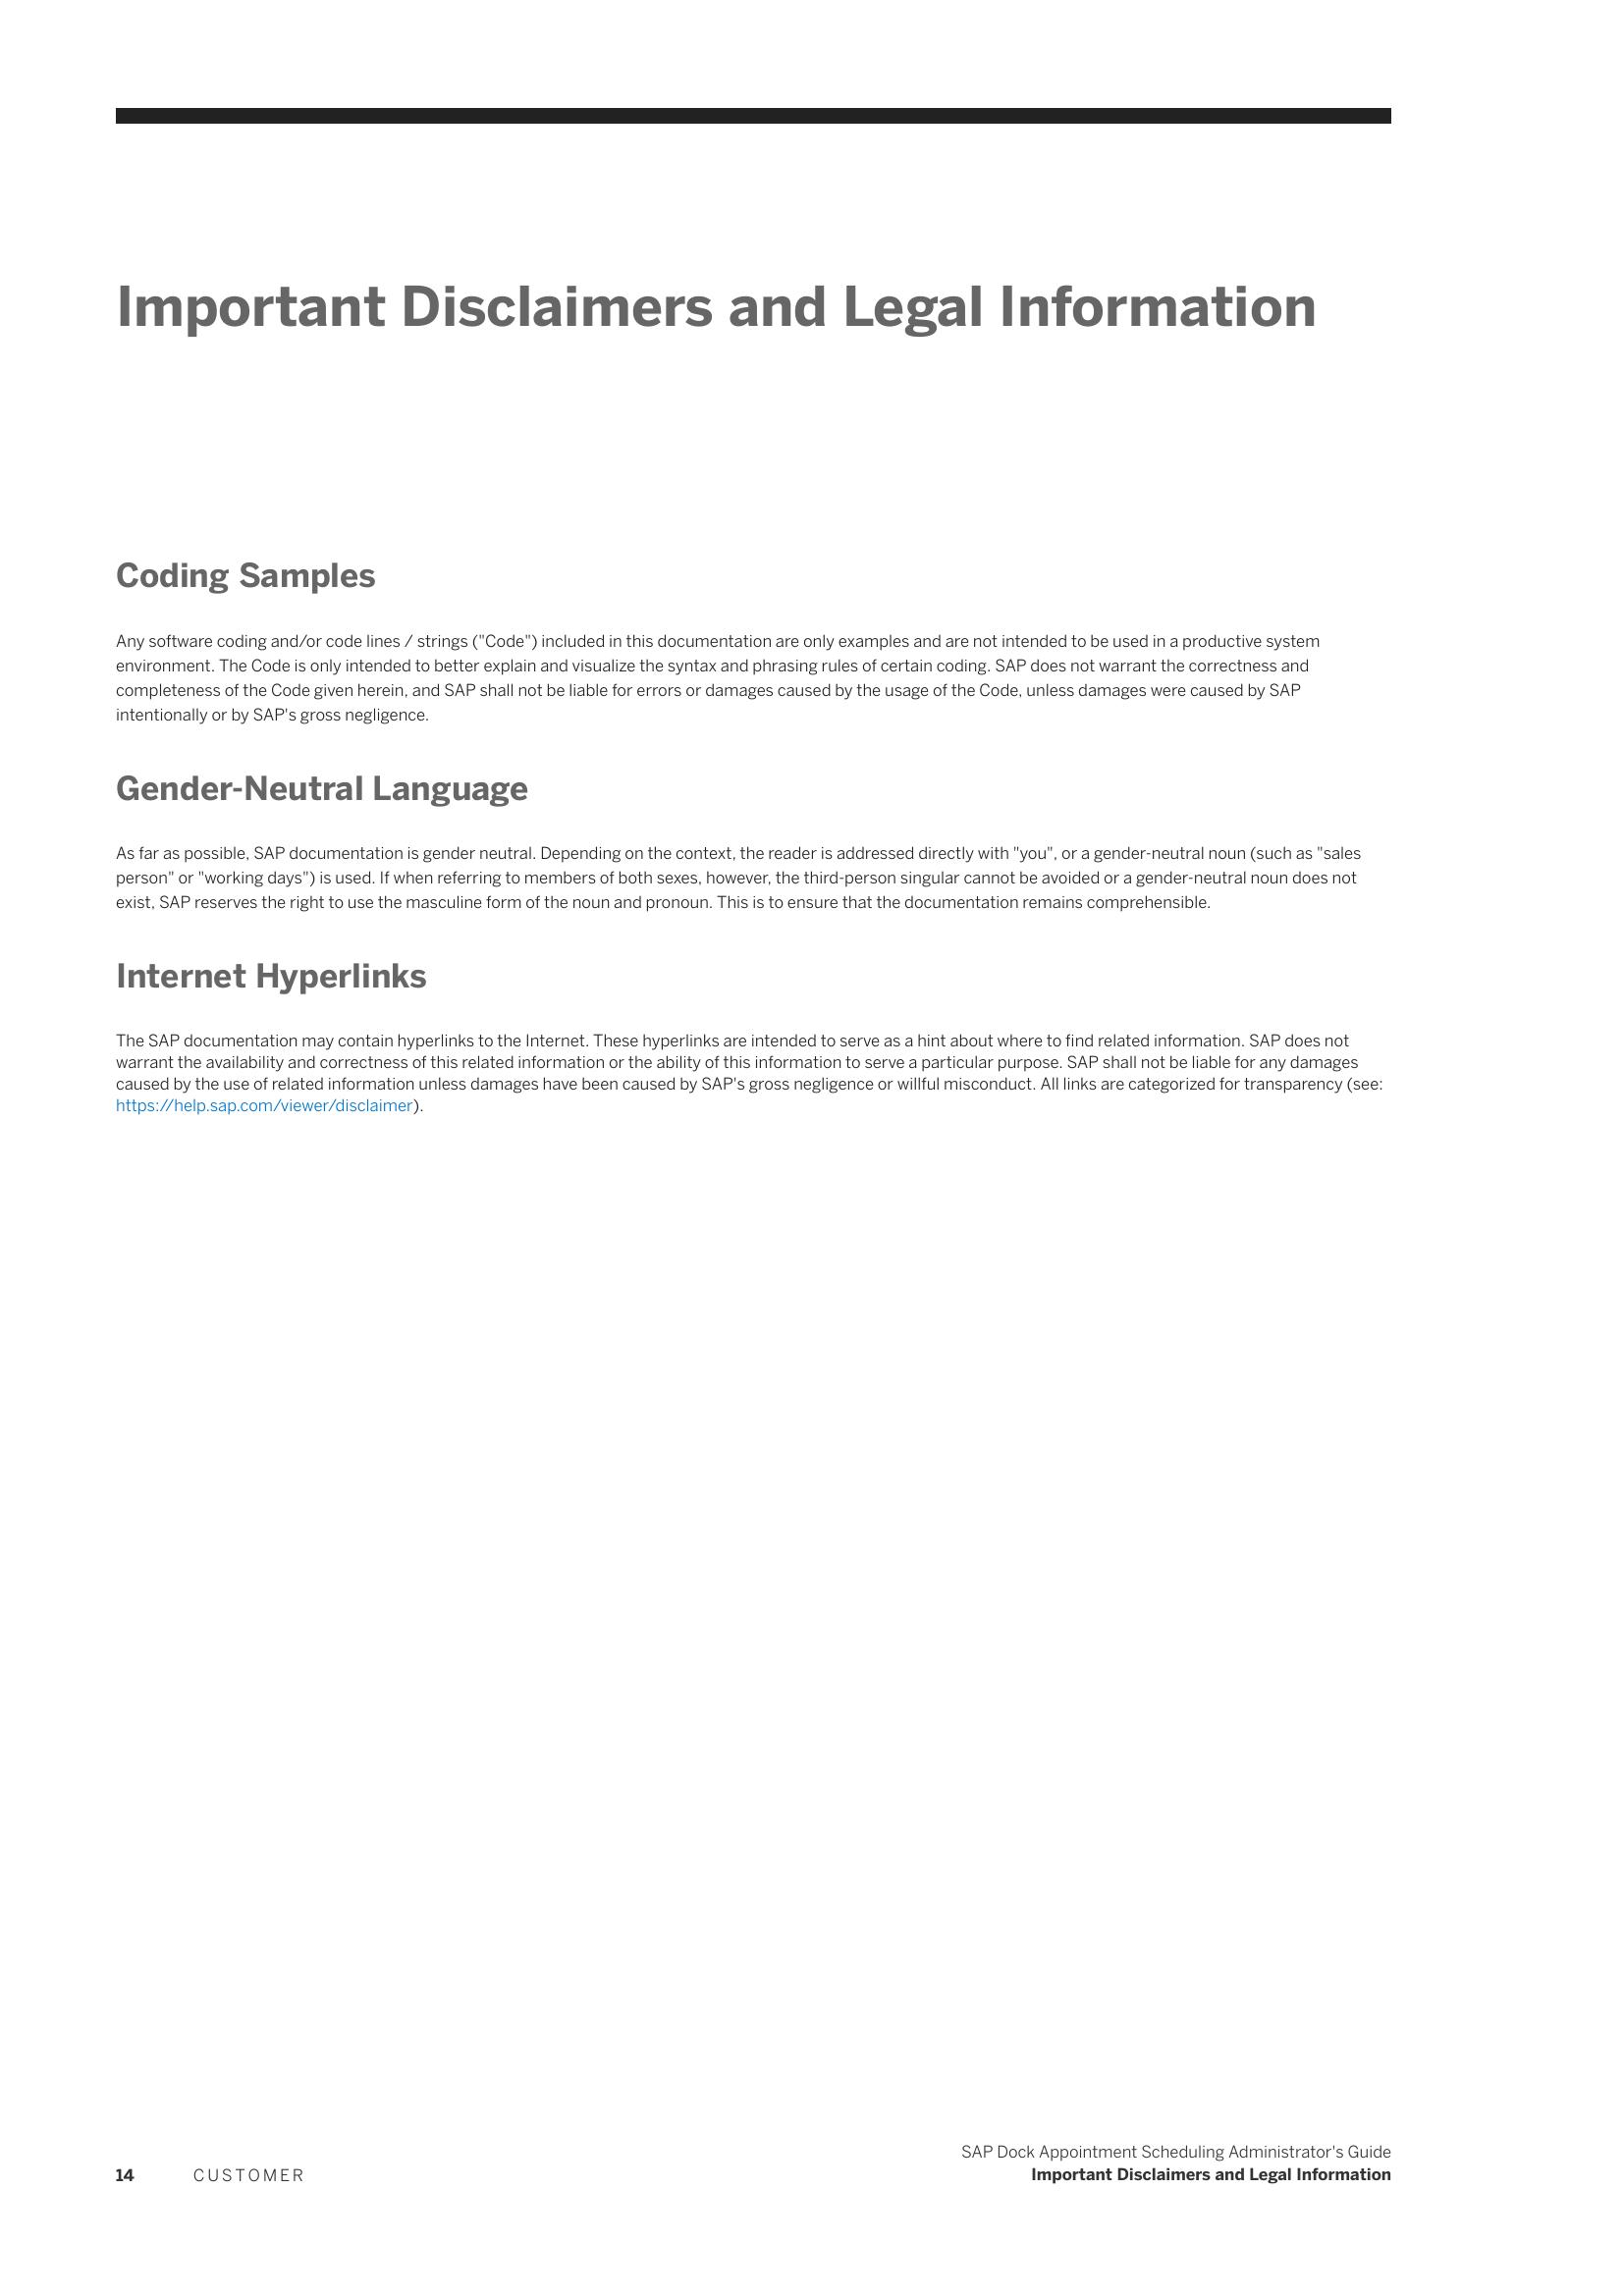 Important Disclaimers and Legal Information
Coding Samples
Any software coding and/or code lines / strings ("Code") included in this documentation are only examples and are not intended to be used in a productive system
environment. The Code is only intended to better explain and visualize the syntax and phrasing rules of certain coding. SAP does not warrant the correctness and
completeness of the Code given herein, and SAP shall not be liable for errors or damages caused by the usage of the Code, unless damages were caused by SAP
intentionally or by SAP's gross negligence.
Gender-Neutral Language
As far as possible, SAP documentation is gender neutral. Depending on the context, the reader is addressed directly with "you", or a gender-neutral noun (such as "sales
person" or "working days") is used. If when referring to members of both sexes, however, the third-person singular cannot be avoided or a gender-neutral noun does not
exist, SAP reserves the right to use the masculine form of the noun and pronoun. This is to ensure that the documentation remains comprehensible.
Internet Hyperlinks
The SAP documentation may contain hyperlinks to the Internet. These hyperlinks are intended to serve as a hint about where to find related information. SAP does not
warrant the availability and correctness of this related information or the ability of this information to serve a particular purpose. SAP shall not be liable for any damages
caused by the use of related information unless damages have been caused by SAP's gross negligence or willful misconduct. All links are categorized for transparency (see:
https://help.sap.com/viewer/disclaimer).
SAP Dock Appointment Scheduling Administrator's Guide
14 CUSTOMER Important Disclaimers and Legal Information